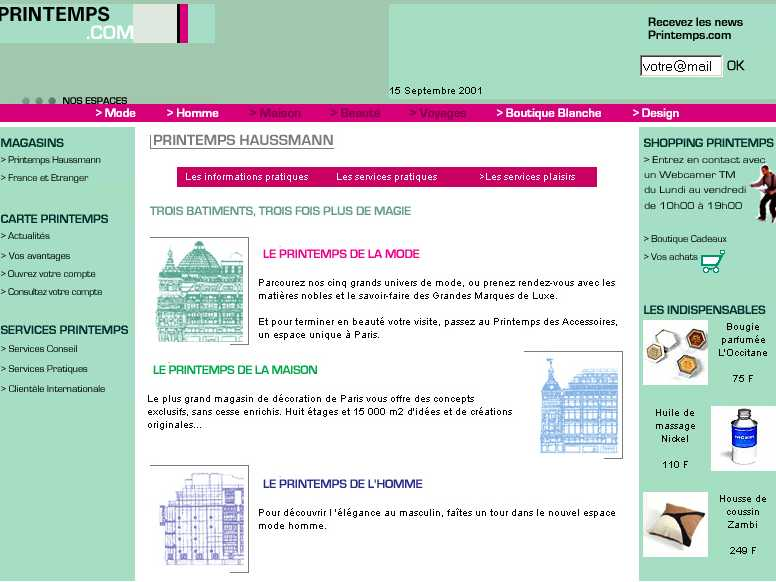 PRINTEMPS
.COM
Recevez les news
Printemps.com
votre@mail OK
15 Septembre 2001
NOS ESPACES
> Mode > Homme > Maison > Beauté > Voyages > Boutique Blanche > Design
MAGASINS
> Printemps Haussmann
> France et Etranger
CARTE PRINTEMPS
> Actualités
> Vos avantages
> Ouvrez votre compte
> Consultez votre compte
SERVICES PRINTEMPS
> Services Conseil
> Services Pratiques
> Clientèle Internationale
PRINTEMPS HAUSSMANN
Les informations pratiques Les services pratiques >Les services plaisirs
TROIS BATIMENTS, TROIS FOIS PLUS DE MAGIE
LE PRINTEMPS DE LA MODE
Parcourez nos cinq grands univers de mode, ou prenez rendez-vous avec les
matières nobles et le savoir-faire des Grandes Marques de Luxe.
Et pour terminer en beauté votre visite, passez au Printemps des Accessoires,
un espace unique à Paris.
LE PRINTEMPS DE LA MAISON
Le plus grand magasin de décoration de Paris vous offre des concepts
exclusifs, sans cesse enrichis. Huit étages et 15 000 m2 d'idées et de créations
originales...
LE PRINTEMPS DE L'HOMME
Pour découvrir l 'élégance au masculin, faîtes un tour dans le nouvel espace
mode homme.
SHOPPING PRINTEMPS
> Entrez en contact avec
un Webcamer TM
du Lundi au vendredi
de 10h00 à 19h00
> Boutique Cadeaux
> Vos achats
LES INDISPENSABLES
Bougie
parfumée
L'Occitane
75 F
Huile de
massage
Nickel
110 F
Housse de
coussin
Zambi
249 F